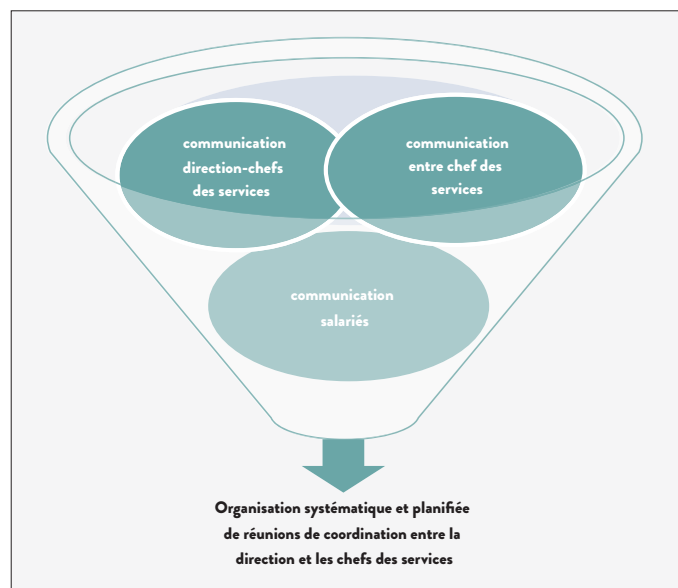 communication
direction-chefs
des services
communication
entre chef des
services
communication
salariés
Organisation systématique et planifiée
de réunions de coordination entre la
direction et les chefs des services